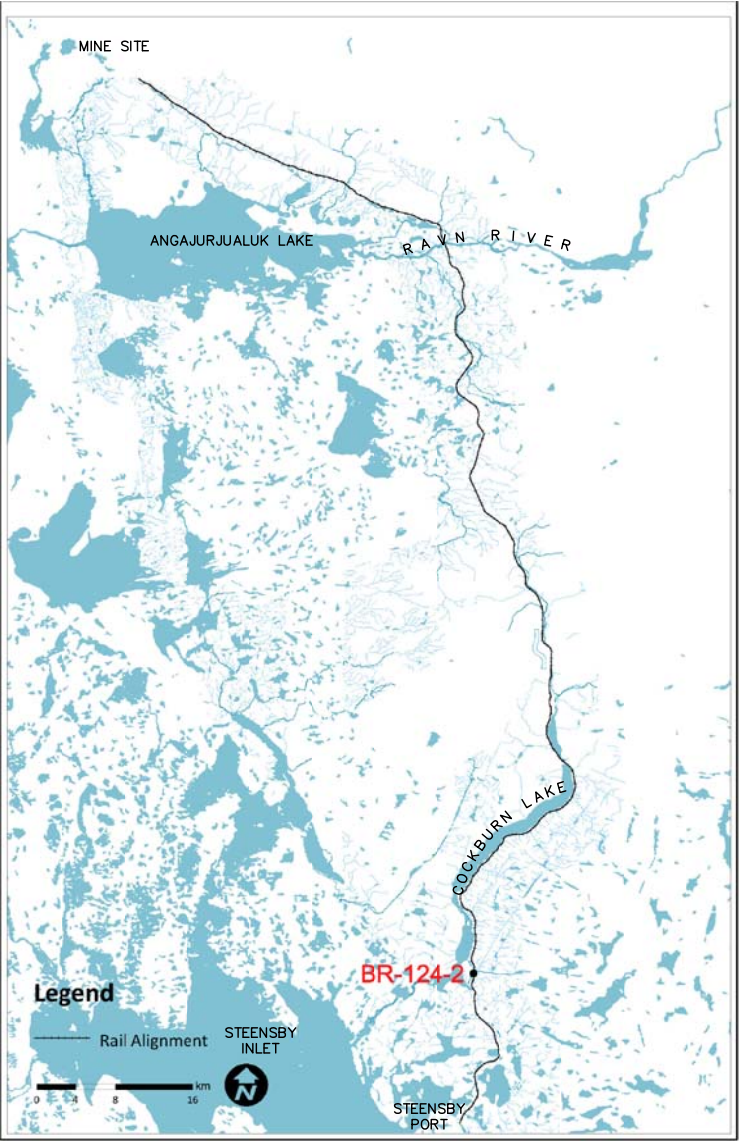 MINE SITE
ANGAJURJUALUK LAKE
RAVN RIVER
COCKBURN LAKE
BR-124-2
Legend
Rail Alignment
STEENSBY
INLET
km
0 4 8 16
N
STEENSBY
PORT